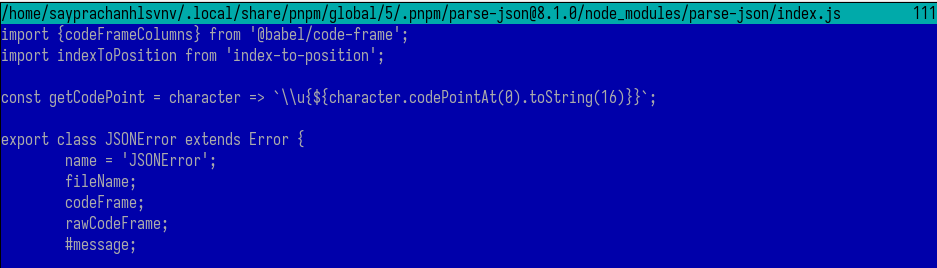 /home/sayprachanhlsvnv/.local/share/pnpm/global/5/.pnpm/parse-json@8.1.0/node_modules/parse-json/index.js 111
import {codeFrameColumns} from '@babel/code-frame';
import indexToPosition from 'index-to-position';

const getCodePoint = character => `\\u{${character.codePointAt(0).toString(16)}}`;

export class JSONError extends Error {
        name = 'JSONError';
        fileName;
        codeFrame;
        rawCodeFrame;
        #message;